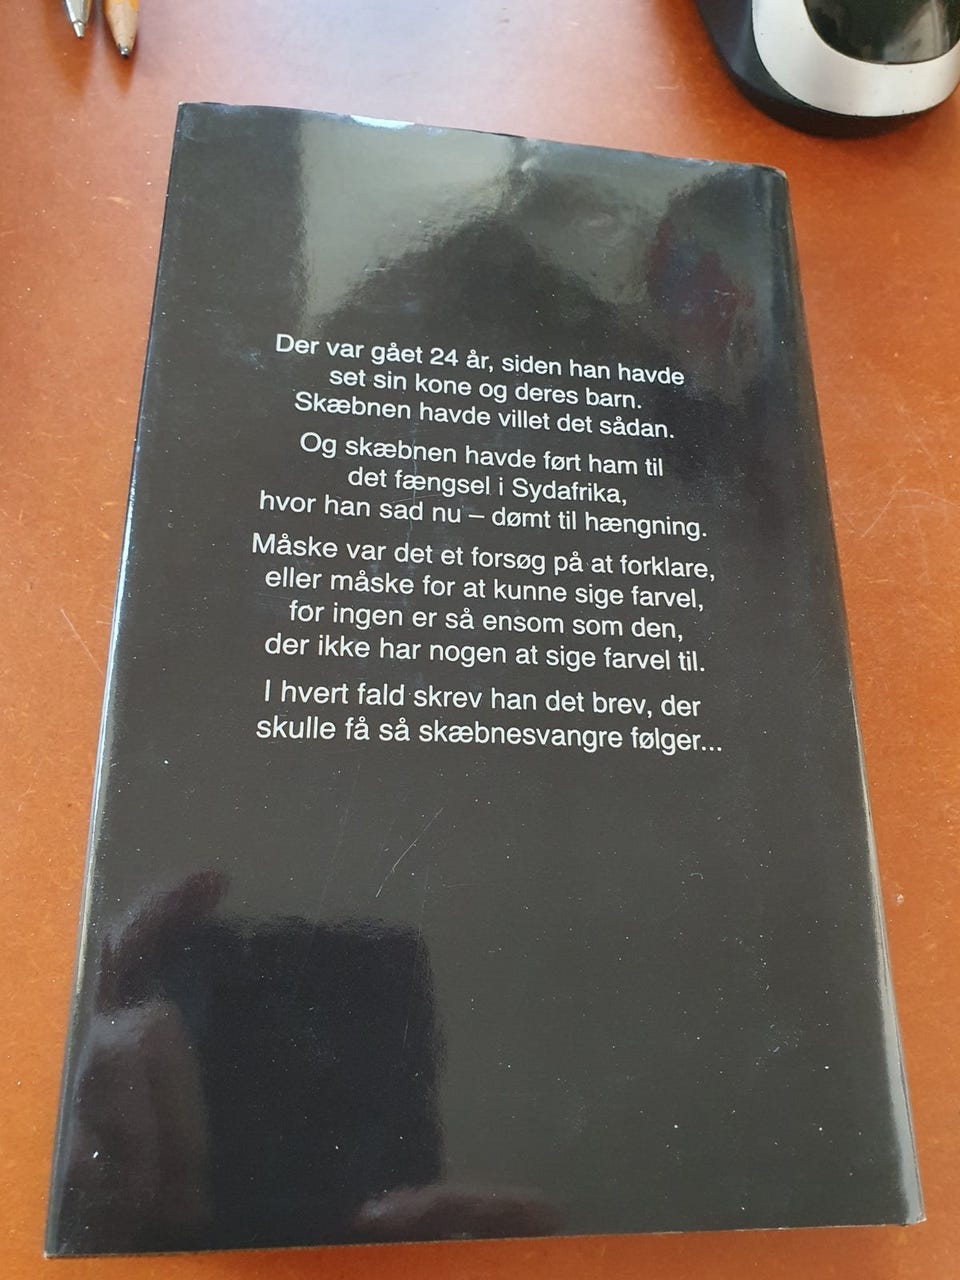 Der var gået 24 år, siden han havde
set sin kone og deres barn.
Skæbnen havde villet det sådan.
Og skæbnen havde ført ham til
det fængsel i Sydafrika,
hvor han sad nu – dømt til hængning.
Måske var det et forsøg på at forklare,
eller måske for at kunne sige farvel,
for ingen er så ensom som den,
der ikke har nogen at sige farvel til.
I hvert fald skrev han det brev, der
skulle få så skæbnesvangre følger...